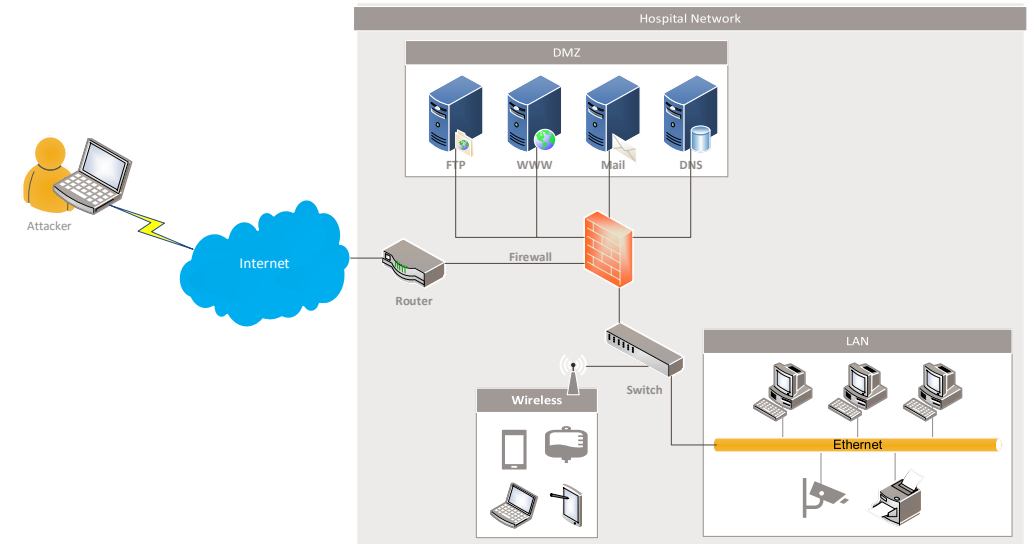 Hospital Network
DMZ
FTP
WWW
Mail
DNS
Attacker
Internet
Firewall
Router
Switch
LAN
Wireless
Ethernet